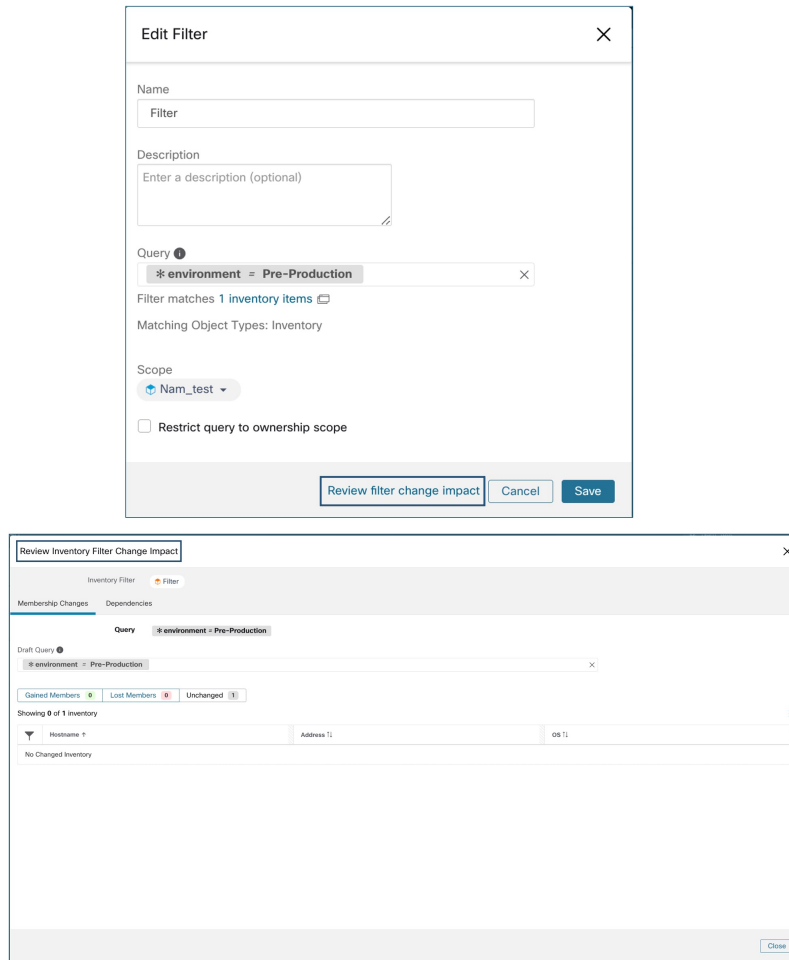 Edit Filter
Name
Filter
Description
Enter a description (optional)
Query
* environment = Pre-Production
Filter matches 1 inventory items
Matching Object Types: Inventory
Scope
Nam_test
Restrict query to ownership scope
Review filter change impact Cancel Save
Review Inventory Filter Change Impact
Inventory Filter Filter
Membership Changes Dependencies
Query * environment = Pre-Production
Draft Query
* environment = Pre-Production
Gained Members 0 Lost Members 0 Unchanged 1
Showing 0 of 1 inventory
Hostname ↑ Address ↑↓ OS ↑↓
No Changed Inventory
Close